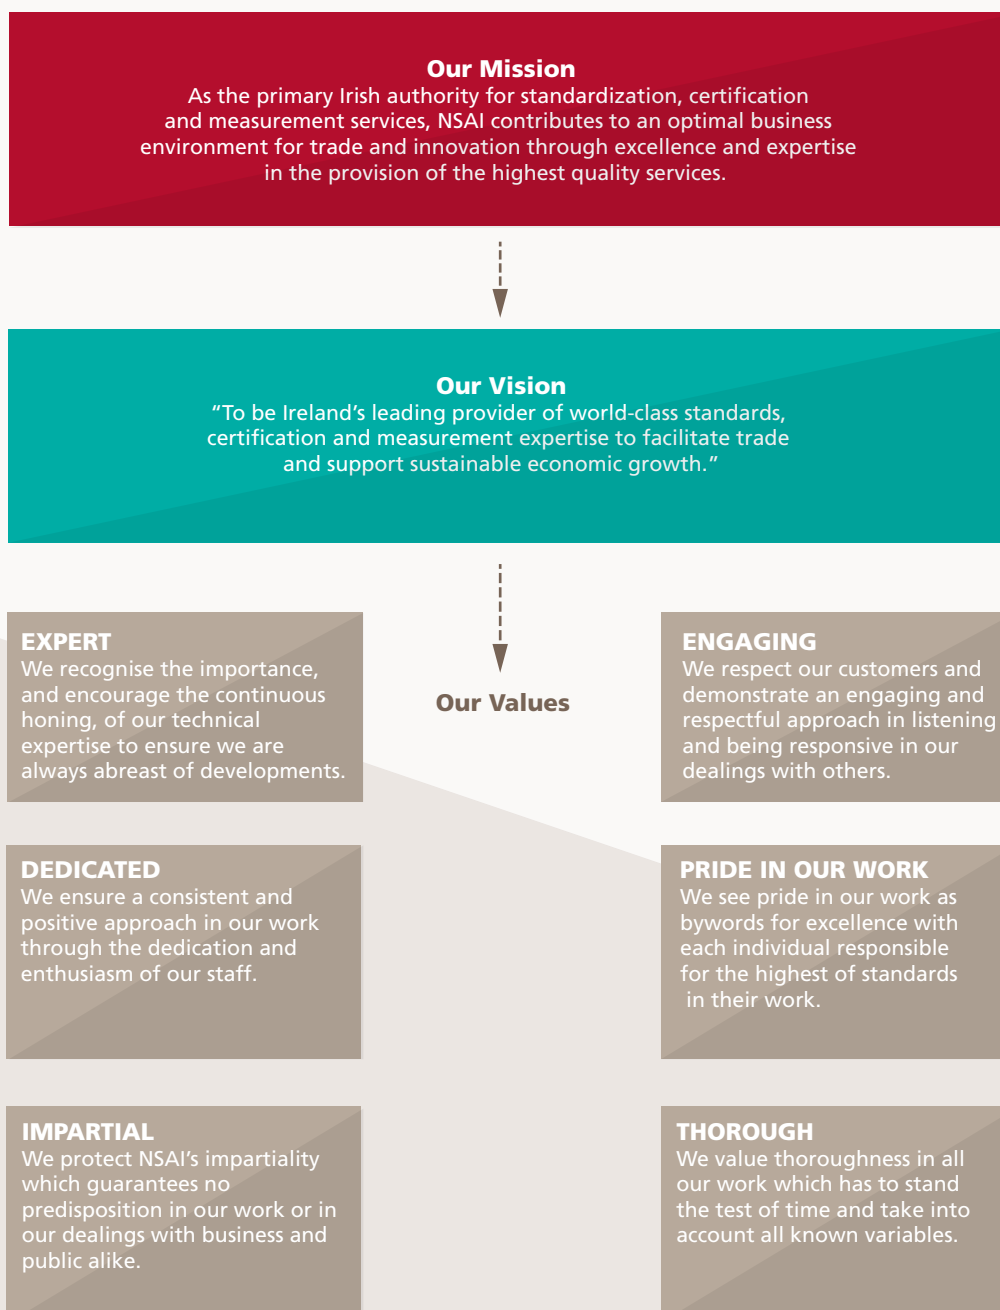 Our Mission
As the primary Irish authority for standardization, certification
and measurement services, NSAI contributes to an optimal business
environment for trade and innovation through excellence and expertise
in the provision of the highest quality services.
Our Vision
“To be Ireland’s leading provider of world-class standards,
certification and measurement expertise to facilitate trade
and support sustainable economic growth.”
Our Values
EXPERT
We recognise the importance,
and encourage the continuous
honing, of our technical
expertise to ensure we are
always abreast of developments.
ENGAGING
We respect our customers and
demonstrate an engaging and
respectful approach in listening
and being responsive in our
dealings with others.
DEDICATED
We ensure a consistent and
positive approach in our work
through the dedication and
enthusiasm of our staff.
PRIDE IN OUR WORK
We see pride in our work as
bywords for excellence with
each individual responsible
for the highest of standards
in their work.
IMPARTIAL
We protect NSAI’s impartiality
which guarantees no
predisposition in our work or in
our dealings with business and
public alike.
THOROUGH
We value thoroughness in all
our work which has to stand
the test of time and take into
account all known variables.